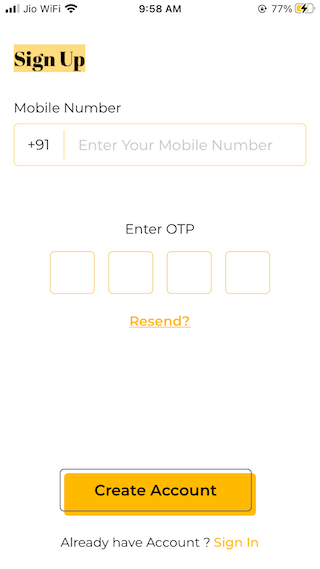 Jio WiFi 9:58 AM 77%
Sign Up
Mobile Number
+91 Enter Your Mobile Number
Enter OTP
Resend?
Create Account
Already have Account ? Sign In